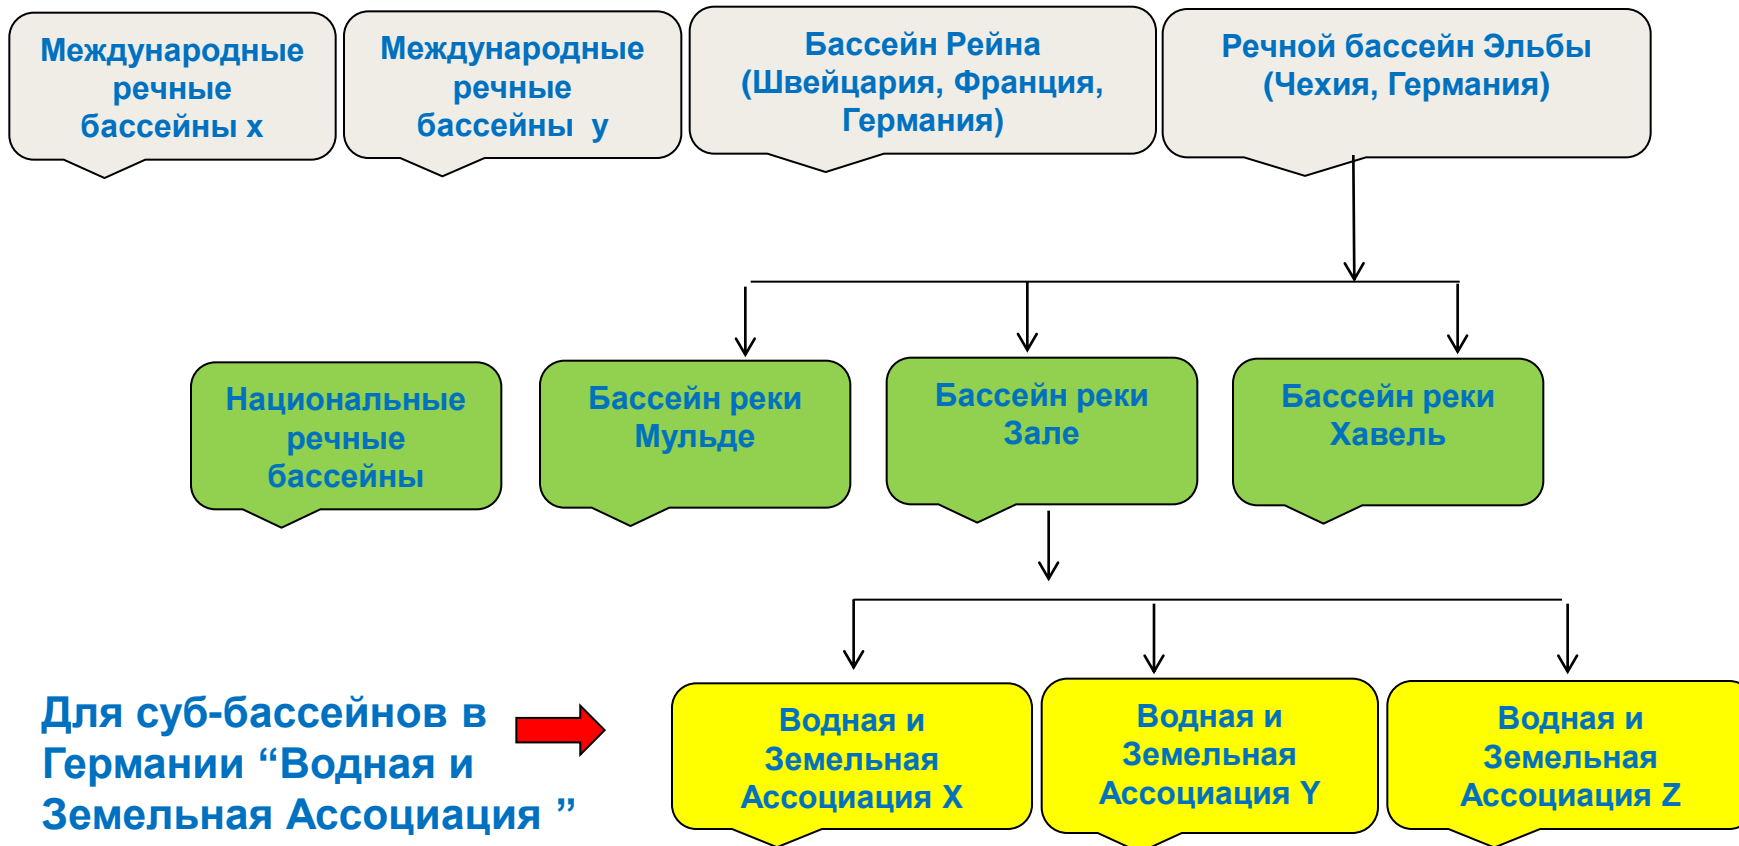 Международные
речные
бассейны x
Международные
речные
бассейны y
Бассейн Рейна
(Швейцария, Франция,
Германия)
Речной бассейн Эльбы
(Чехия, Германия)
Национальные
речные
бассейны
Бассейн реки
Мульде
Бассейн реки
Зале
Бассейн реки
Хавель
Для суб-бассейнов в
Германии “Водная и
Земельная Ассоциация ”
Водная и
Земельная
Ассоциация X
Водная и
Земельная
Ассоциация Y
Водная и
Земельная
Ассоциация Z